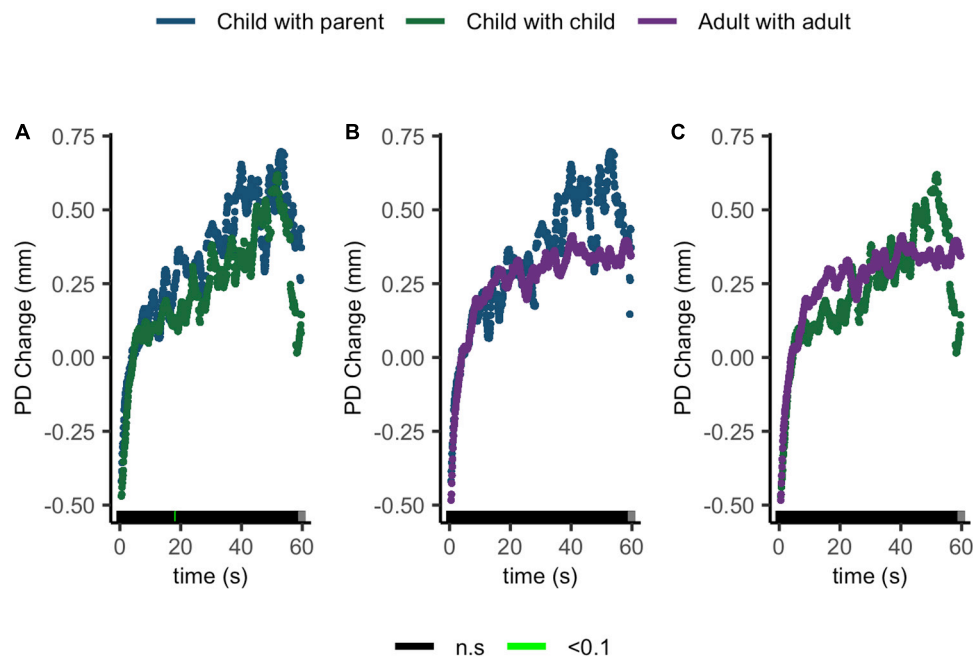 Child with parent Child with child Adult with adult
A B C
0.75 0.75 0.75
0.50 0.50 0.50
0.25 0.25 0.25
0.00 0.00 0.00
-0.25 -0.25 -0.25
-0.50 -0.50 -0.50
PD Change (mm) PD Change (mm) PD Change (mm)
0 20 40 60 0 20 40 60 0 20 40 60
time (s) time (s) time (s)
n.s <0.1